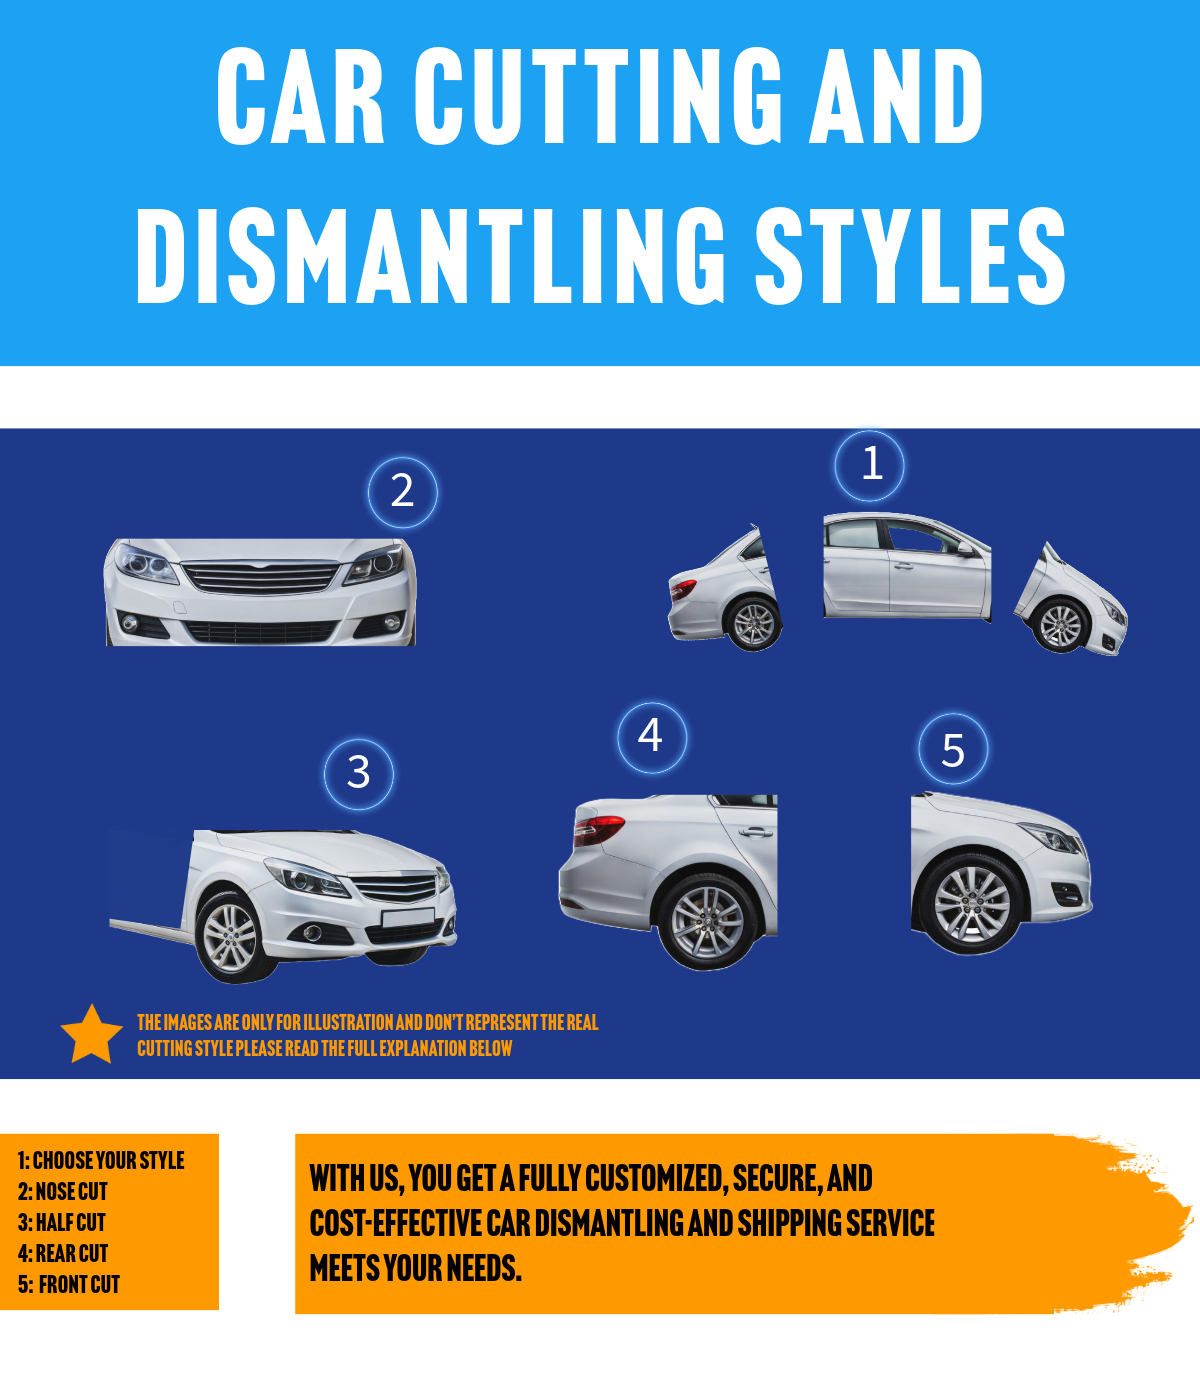 CAR CUTTING AND
DISMANTLING STYLES
1
2
3
4
5
THE IMAGES ARE ONLY FOR ILLUSTRATION AND DON'T REPRESENT THE REAL
CUTTING STYLE PLEASE READ THE FULL EXPLANATION BELOW
1: CHOOSE YOUR STYLE
2: NOSE CUT
3: HALF CUT
4: REAR CUT
5: FRONT CUT
WITH US, YOU GET A FULLY CUSTOMIZED, SECURE, AND
COST-EFFECTIVE CAR DISMANTLING AND SHIPPING SERVICE
MEETS YOUR NEEDS.